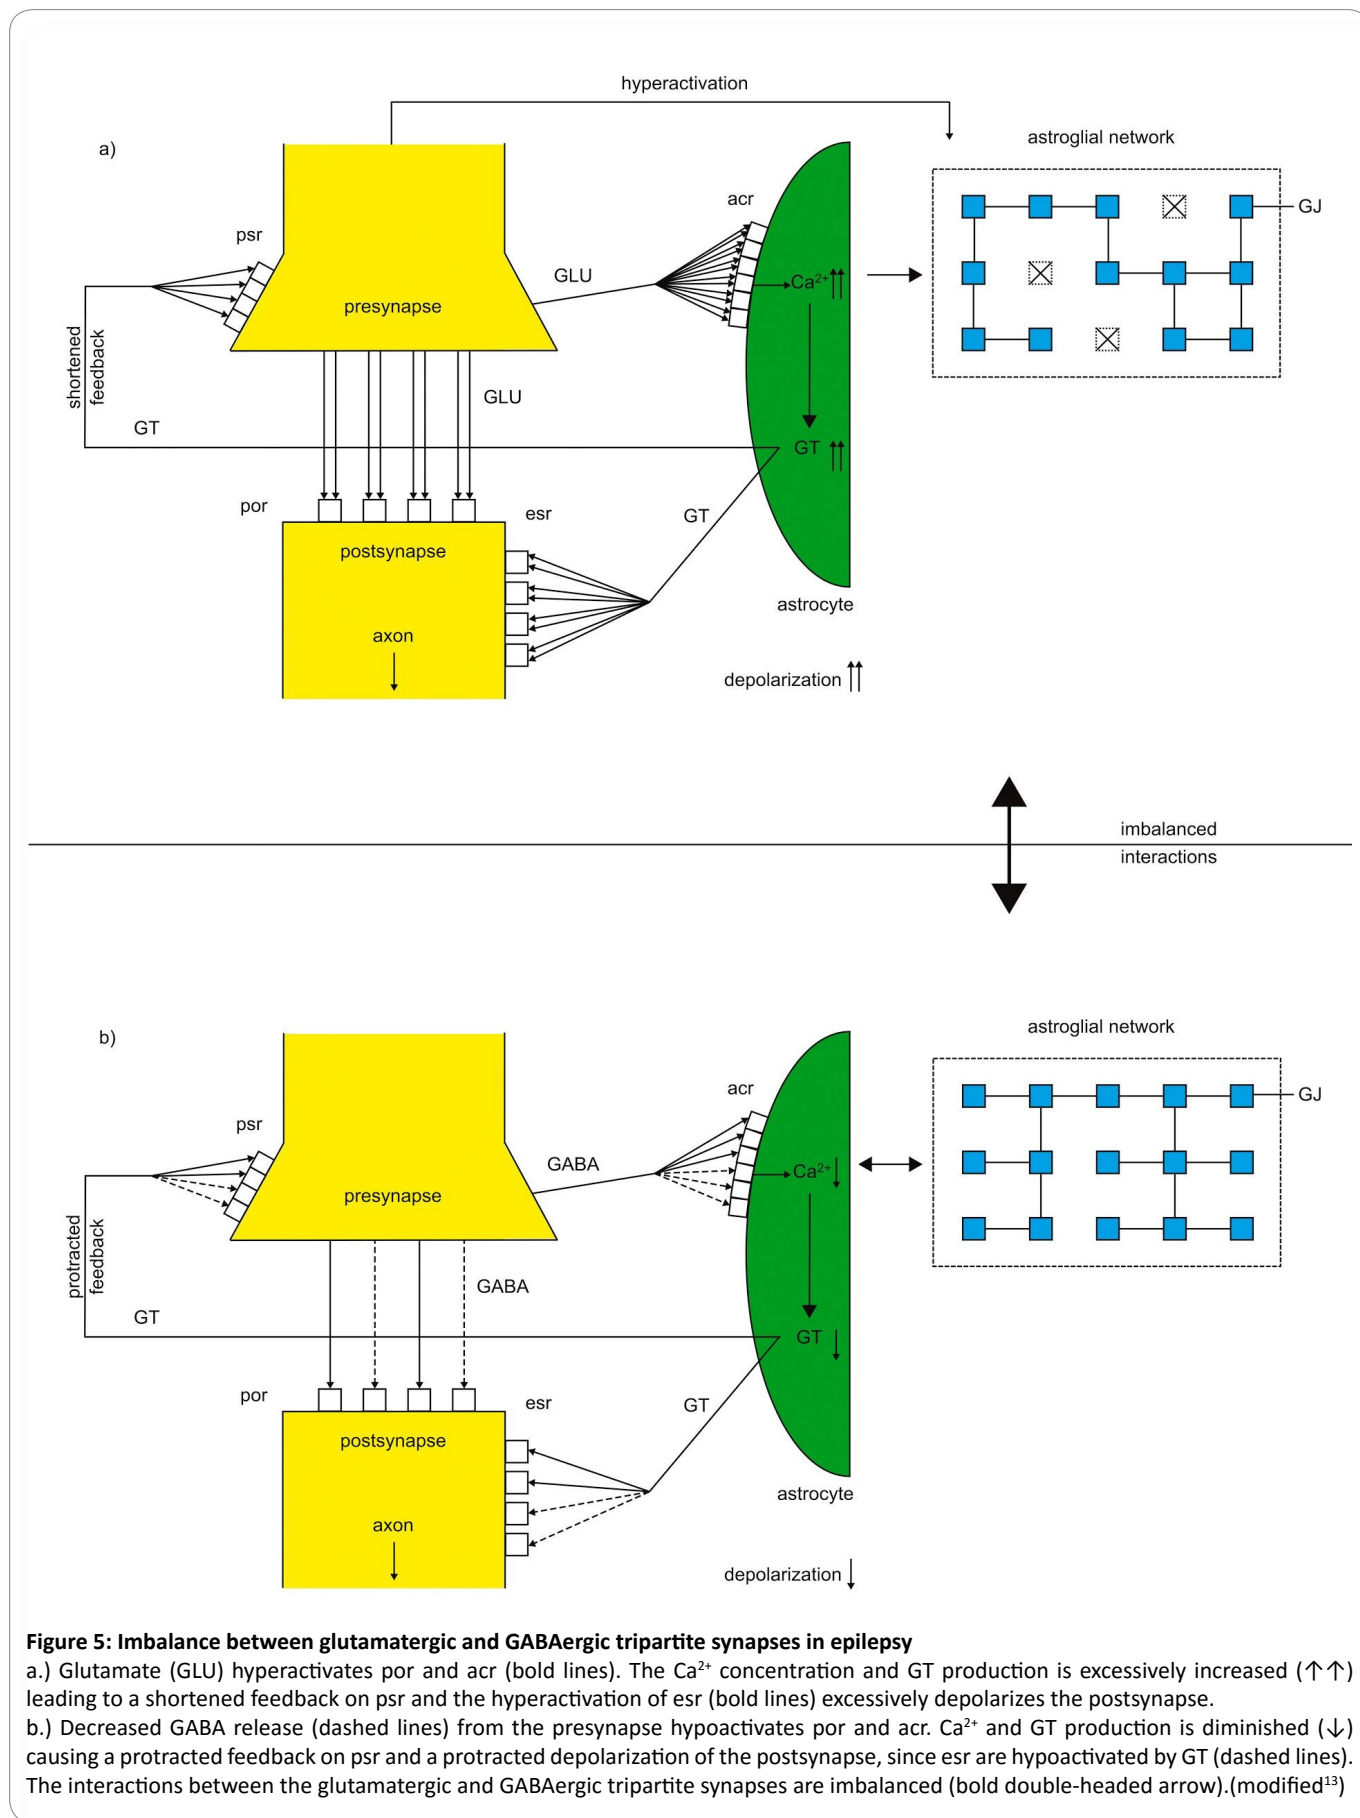 hyperactivation
a)
astroglial network
acr
GJ
psr
GLU
Ca²⁺ ↑↑
presynapse
shortened
feedback
GLU
GT
GT ↑↑
por
esr
GT
postsynapse
astrocyte
axon
depolarization ↑↑
imbalanced
interactions
b)
astroglial network
acr
GJ
psr
GABA
Ca²⁺ ↓
presynapse
protracted
feedback
GABA
GT
GT ↓
por
esr
GT
postsynapse
astrocyte
axon
depolarization ↓
Figure 5: Imbalance between glutamatergic and GABAergic tripartite synapses in epilepsy
a.) Glutamate (GLU) hyperactivates por and acr (bold lines). The Ca²⁺ concentration and GT production is excessively increased (↑↑)
leading to a shortened feedback on psr and the hyperactivation of esr (bold lines) excessively depolarizes the postsynapse.
b.) Decreased GABA release (dashed lines) from the presynapse hypoactivates por and acr. Ca²⁺ and GT production is diminished (↓)
causing a protracted feedback on psr and a protracted depolarization of the postsynapse, since esr are hypoactivated by GT (dashed lines).
The interactions between the glutamatergic and GABAergic tripartite synapses are imbalanced (bold double-headed arrow).(modified¹³)